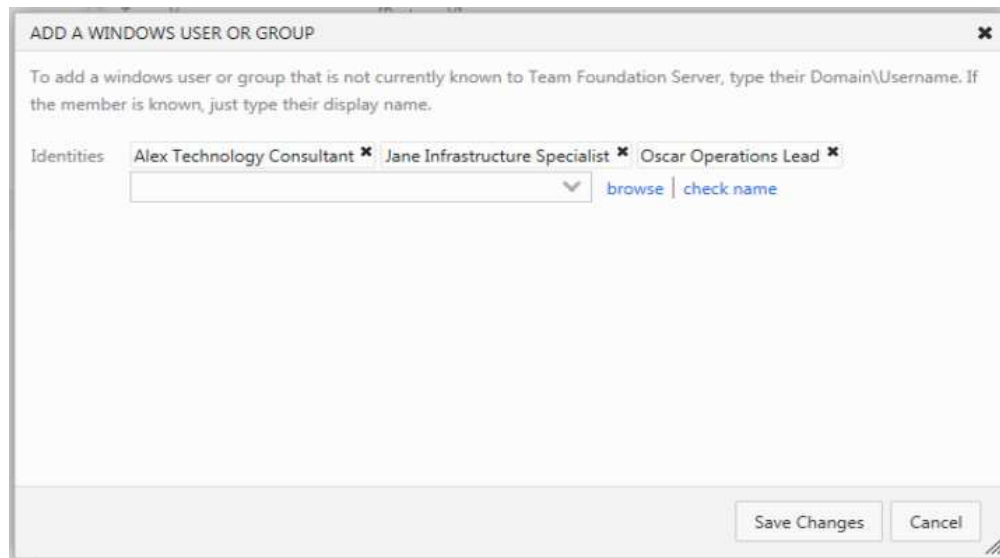 ADD A WINDOWS USER OR GROUP
To add a windows user or group that is not currently known to Team Foundation Server, type their Domain\Username. If
the member is known, just type their display name.
Identities Alex Technology Consultant Jane Infrastructure Specialist Oscar Operations Lead
browse | check name
Save Changes Cancel